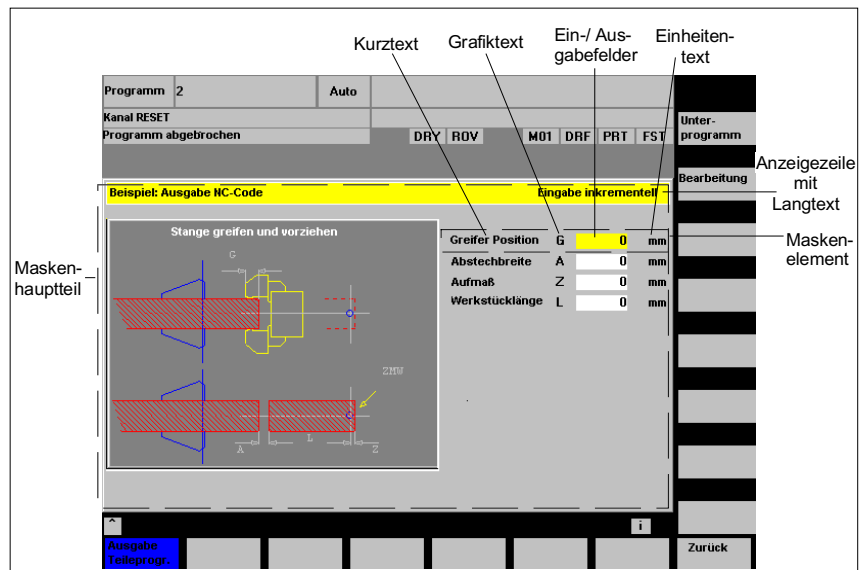 Kurztext
Grafiktext
Ein-/ Aus-
gabefelder
Einheiten-
text
Programm 2 Auto
Kanal RESET
Programm abgebrochen DRY ROV M01 DRF PRT FST
Unter-
programm
Bearbeitung
Anzeigezeile
mit
Langtext
Beispiel: Ausgabe NC-Code Eingabe inkrementell
Stange greifen und vorziehen
Greifer Position G 0 mm
Abstechbreite A 0 mm
Aufmaß Z 0 mm
Werkstücklänge L 0 mm
Masken-
element
Masken-
hauptteil
G
ZMW
A L Z
^ i
Ausgabe
Teileprogr.
Zurück